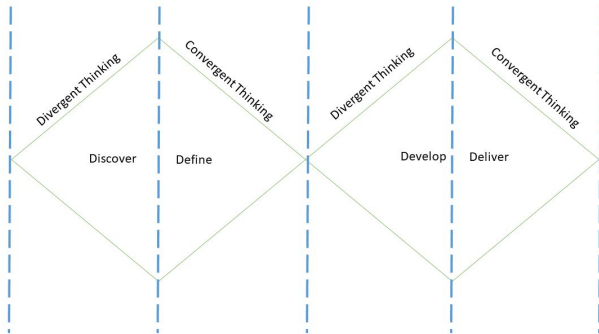 Divergent Thinking
Convergent Thinking
Divergent Thinking
Convergent Thinking
Discover
Define
Develop
Deliver